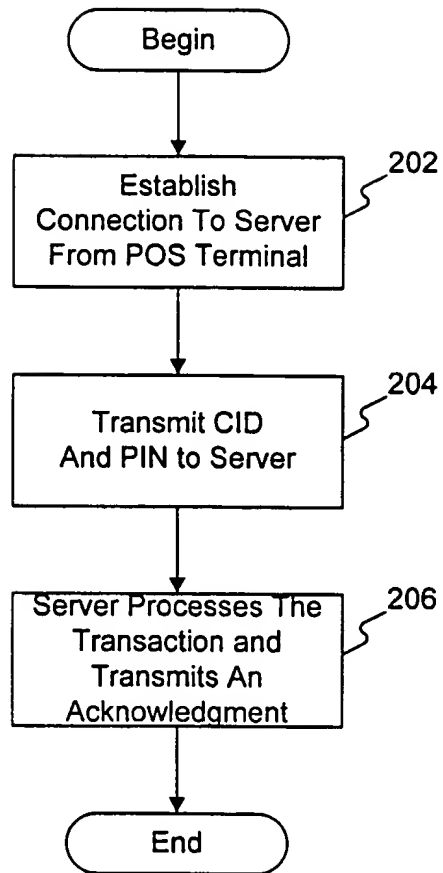 Begin
202
Establish
Connection To Server
From POS Terminal
204
Transmit CID
And PIN to Server
206
Server Processes The
Transaction and
Transmits An
Acknowledgment
End